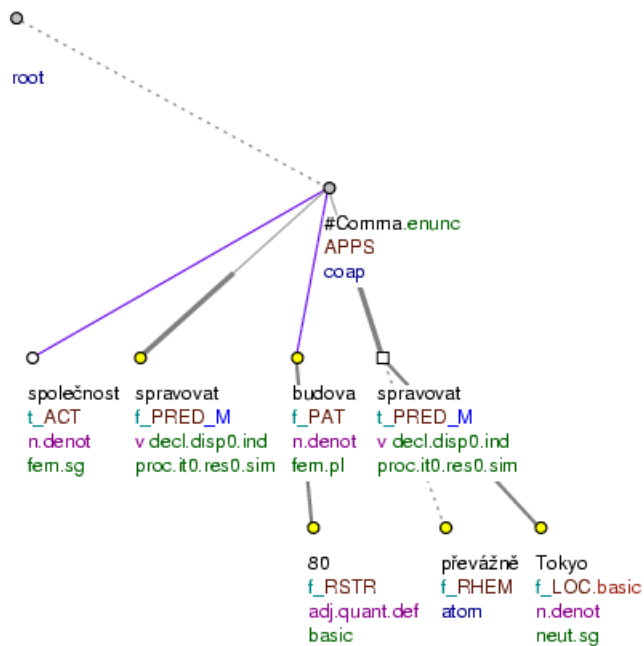 root
#Comma.enunc
APPS
coap
společnost spravovat budova spravovat
t_ACT f_PRED_M f_PAT t_PRED_M
n.denot v decl.disp0.ind n.denot v decl.disp0.ind
fem.sg proc.it0.res0.sim fem.pl proc.it0.res0.sim
80 převážně Tokyo
f_RSTR f_RHEM f_LOC.basic
adj.quant.def atom n.denot
basic neut.sg